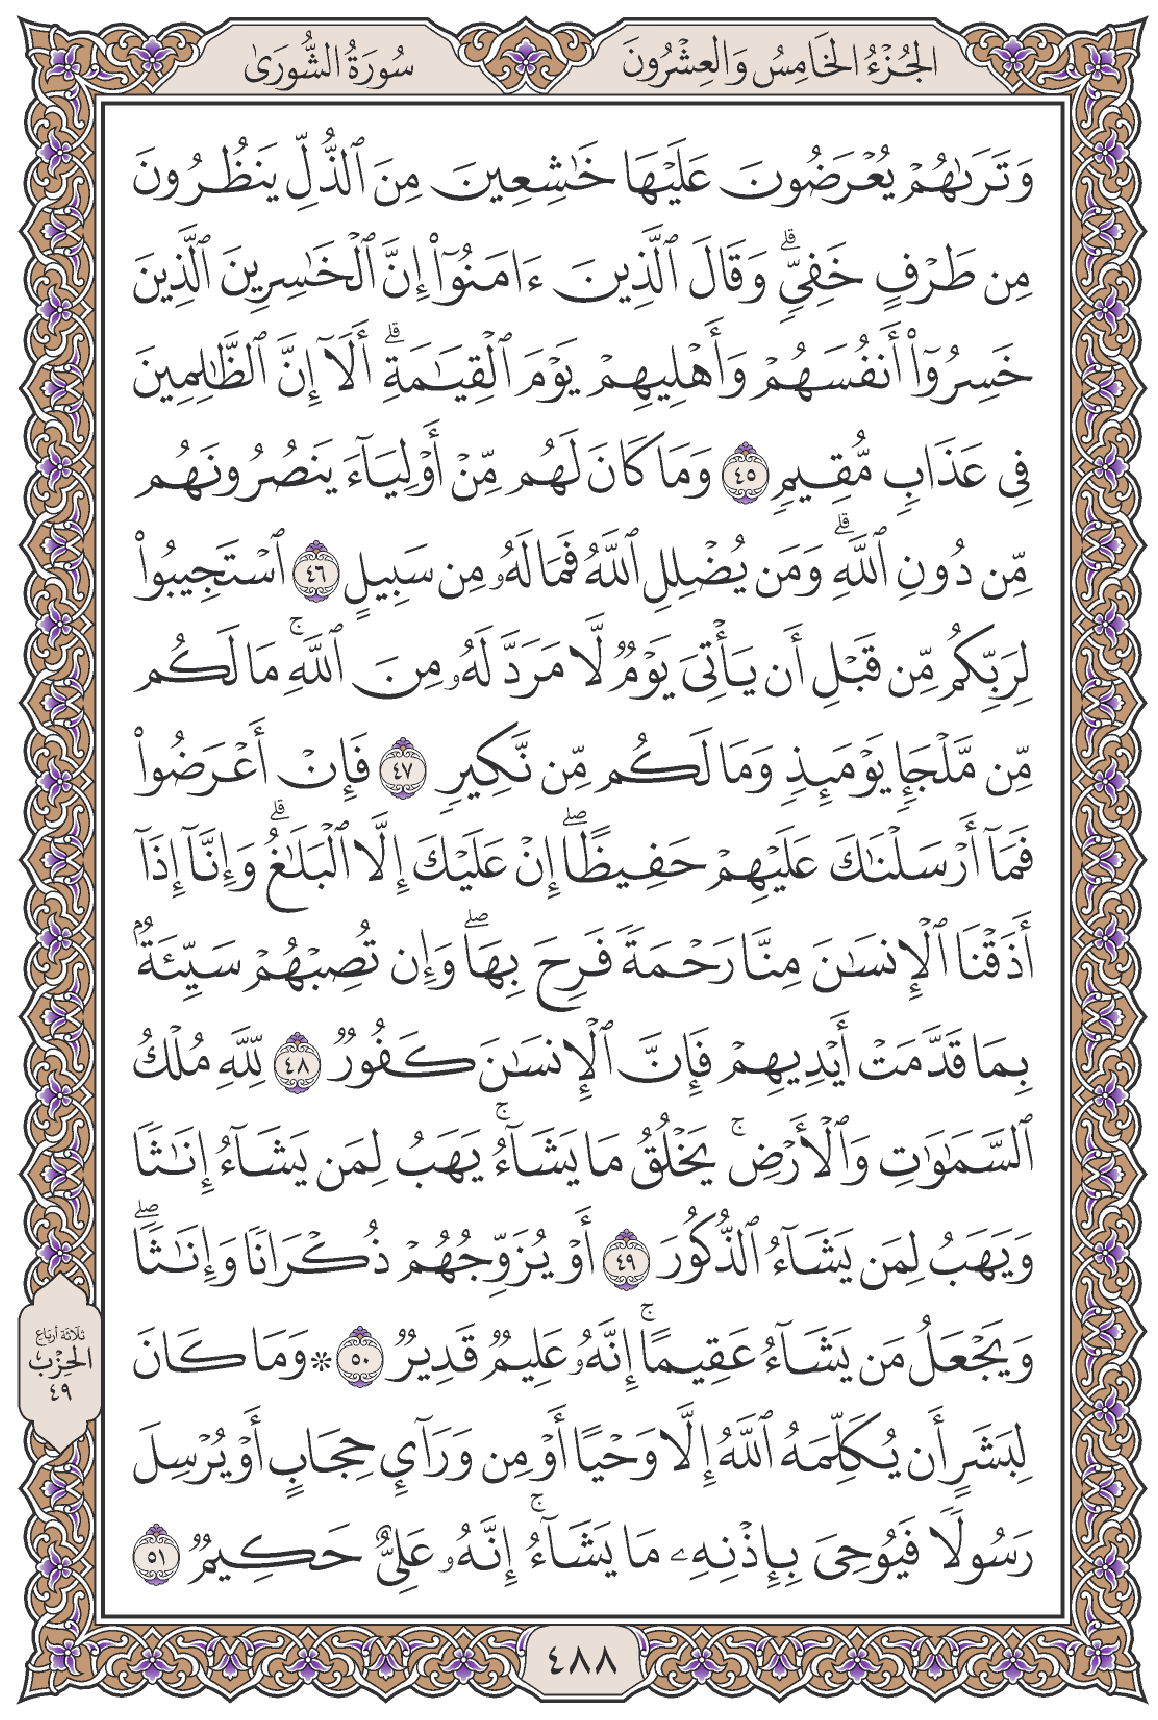 الجُزْءُ الخَامِسُ وَالعِشْرُونَ
سُورَةُ الشُّورَىٰ
وَتَرَىٰهُمْ يُعْرَضُونَ عَلَيْهَا خَٰشِعِينَ مِنَ ٱلذُّلِّ يَنظُرُونَ
مِن طَرْفٍ خَفِيٍّۗ وَقَالَ ٱلَّذِينَ ءَامَنُوٓاْ إِنَّ ٱلْخَٰسِرِينَ ٱلَّذِينَ
خَسِرُوٓاْ أَنفُسَهُمْ وَأَهْلِيهِمْ يَوْمَ ٱلْقِيَٰمَةِۗ أَلَآ إِنَّ ٱلظَّٰلِمِينَ
فِي عَذَابٍ مُّقِيمٍ ٤٥ وَمَا كَانَ لَهُم مِّنْ أَوْلِيَآءَ يَنصُرُونَهُم
مِّن دُونِ ٱللَّهِۗ وَمَن يُضْلِلِ ٱللَّهُ فَمَا لَهُۥ مِن سَبِيلٍ ٤٦ ٱسْتَجِيبُواْ
لِرَبِّكُم مِّن قَبْلِ أَن يَأْتِيَ يَوْمٌ لَّا مَرَدَّ لَهُۥ مِنَ ٱللَّهِۚ مَا لَكُم
مِّن مَّلْجَإٍ يَوْمَئِذٍ وَمَا لَكُم مِّن نَّكِيرٍ ٤٧ فَإِنْ أَعْرَضُواْ
فَمَآ أَرْسَلْنَٰكَ عَلَيْهِمْ حَفِيظًاۖ إِنْ عَلَيْكَ إِلَّا ٱلْبَلَٰغُۗ وَإِنَّآ إِذَآ
أَذَقْنَا ٱلْإِنسَٰنَ مِنَّا رَحْمَةً فَرِحَ بِهَاۖ وَإِن تُصِبْهُمْ سَيِّئَةُۢ
بِمَا قَدَّمَتْ أَيْدِيهِمْ فَإِنَّ ٱلْإِنسَٰنَ كَفُورٌ ٤٨ لِّلَّهِ مُلْكُ
ٱلسَّمَٰوَٰتِ وَٱلْأَرْضِۚ يَخْلُقُ مَا يَشَآءُۚ يَهَبُ لِمَن يَشَآءُ إِنَٰثًا
وَيَهَبُ لِمَن يَشَآءُ ٱلذُّكُورَ ٤٩ أَوْ يُزَوِّجُهُمْ ذُكْرَانًا وَإِنَٰثًاۖ
وَيَجْعَلُ مَن يَشَآءُ عَقِيمًاۚ إِنَّهُۥ عَلِيمٌ قَدِيرٌ ٥٠ * وَمَا كَانَ
لِبَشَرٍ أَن يُكَلِّمَهُ ٱللَّهُ إِلَّا وَحْيًا أَوْ مِن وَرَآيِٕ حِجَابٍ أَوْ يُرْسِلَ
رَسُولًا فَيُوحِيَ بِإِذْنِهِۦ مَا يَشَآءُۚ إِنَّهُۥ عَلِيٌّ حَكِيمٌ ٥١
ثلاثة أرباع
الحِزْب
٤٩
٤٨٨